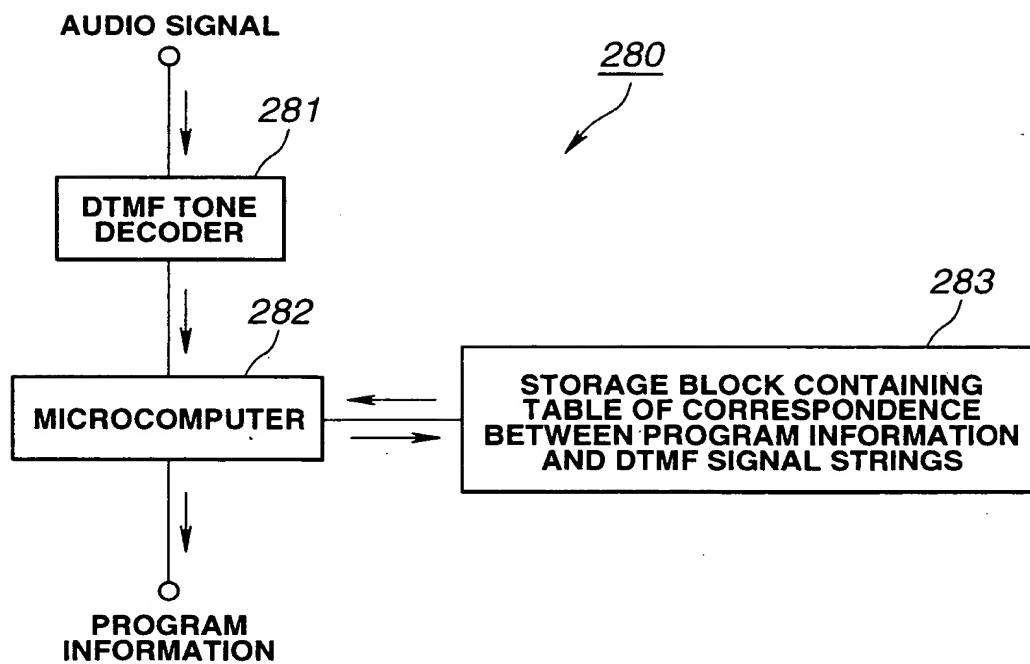 AUDIO SIGNAL
280
281
DTMF TONE
DECODER
282
MICROCOMPUTER
283
STORAGE BLOCK CONTAINING
TABLE OF CORRESPONDENCE
BETWEEN PROGRAM INFORMATION
AND DTMF SIGNAL STRINGS
PROGRAM
INFORMATION